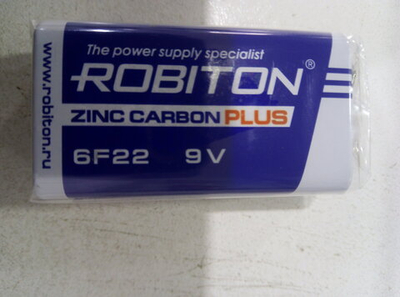 The power supply specialist
ROBITON®
ZINC CARBON PLUS
6F22 9V
www.robiton.ru